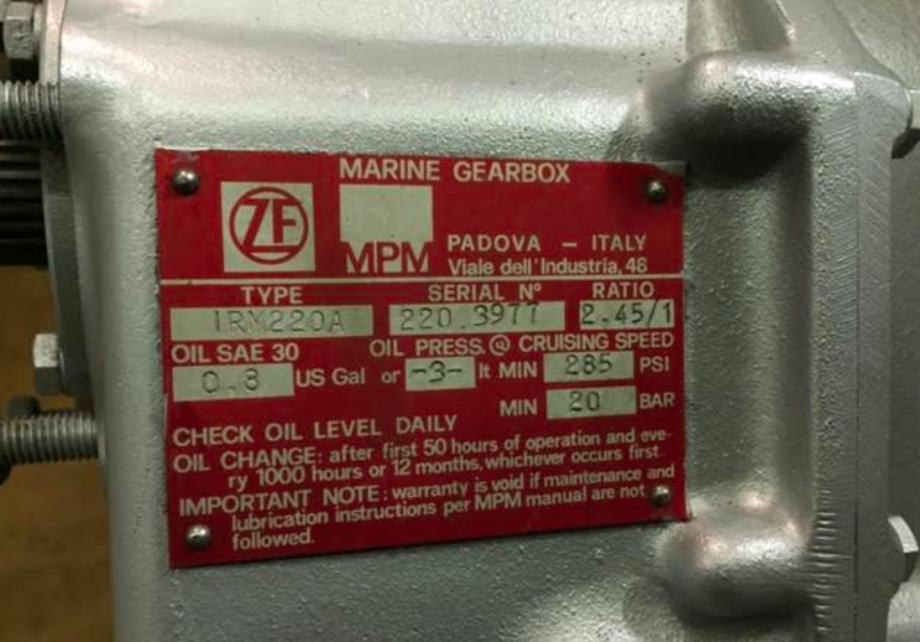 MARINE GEARBOX
ZF
MPM
PADOVA – ITALY
Viale dell'Industria, 48
TYPE SERIAL Nº RATIO
IRM220A 220.3977 2.45/1
OIL SAE 30 OIL PRESS. @ CRUISING SPEED
0.8 US Gal or -3- lt MIN 285 PSI
MIN 20 BAR
CHECK OIL LEVEL DAILY
OIL CHANGE: after first 50 hours of operation and eve-
ry 1000 hours or 12 months, whichever occurs first.
IMPORTANT NOTE: warranty is void if maintenance and
lubrication instructions per MPM manual are not
followed.